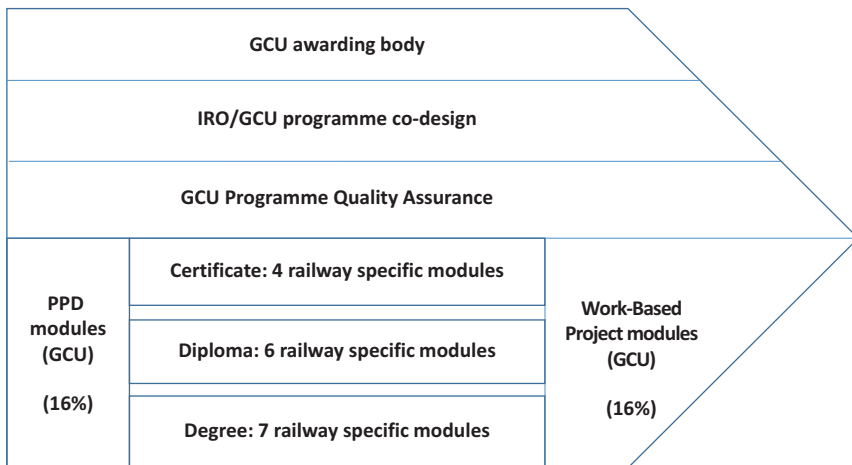 GCU awarding body
IRO/GCU programme co-design
GCU Programme Quality Assurance
PPD
modules
(GCU)
(16%)
Certificate: 4 railway specific modules
Diploma: 6 railway specific modules
Degree: 7 railway specific modules
Work-Based
Project modules
(GCU)
(16%)